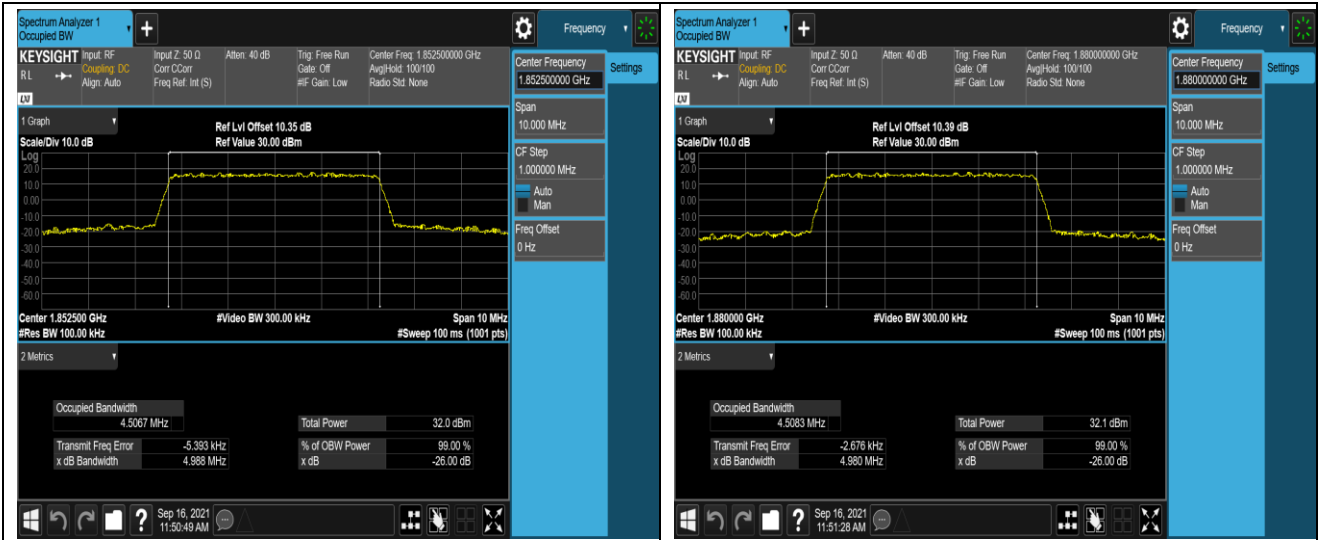 Spectrum Analyzer 1
Occupied BW
+
Frequency
KEYSIGHT Input: RF Input Z: 50 Ω Atten: 40 dB Trig: Free Run Center Freq: 1.852500000 GHz
RL Coupling: DC Corr CCorr Gate: Off Avg|Hold: 100/100
Align: Auto Freq Ref: Int (S) #IF Gain: Low Radio Std: None
LXI
Center Frequency
1.852500000 GHz
Settings
Span
10.000 MHz
CF Step
1.000000 MHz
Auto
Man
Freq Offset
0 Hz
1 Graph
Ref Lvl Offset 10.35 dB
Scale/Div 10.0 dB Ref Value 30.00 dBm
Log
20.0
10.0
0.00
-10.0
-20.0
-30.0
-40.0
-50.0
-60.0
Center 1.852500 GHz #Video BW 300.00 kHz Span 10 MHz
#Res BW 100.00 kHz #Sweep 100 ms (1001 pts)
2 Metrics
Occupied Bandwidth
4.5067 MHz Total Power 32.0 dBm
Transmit Freq Error -5.393 kHz % of OBW Power 99.00 %
x dB Bandwidth 4.988 MHz x dB -26.00 dB
? Sep 16, 2021
11:50:49 AM
Spectrum Analyzer 1
Occupied BW
+
Frequency
KEYSIGHT Input: RF Input Z: 50 Ω Atten: 40 dB Trig: Free Run Center Freq: 1.880000000 GHz
RL Coupling: DC Corr CCorr Gate: Off Avg|Hold: 100/100
Align: Auto Freq Ref: Int (S) #IF Gain: Low Radio Std: None
LXI
Center Frequency
1.880000000 GHz
Settings
Span
10.000 MHz
CF Step
1.000000 MHz
Auto
Man
Freq Offset
0 Hz
1 Graph
Ref Lvl Offset 10.39 dB
Scale/Div 10.0 dB Ref Value 30.00 dBm
Log
20.0
10.0
0.00
-10.0
-20.0
-30.0
-40.0
-50.0
-60.0
Center 1.880000 GHz #Video BW 300.00 kHz Span 10 MHz
#Res BW 100.00 kHz #Sweep 100 ms (1001 pts)
2 Metrics
Occupied Bandwidth
4.5083 MHz Total Power 32.1 dBm
Transmit Freq Error -2.676 kHz % of OBW Power 99.00 %
x dB Bandwidth 4.980 MHz x dB -26.00 dB
? Sep 16, 2021
11:51:28 AM